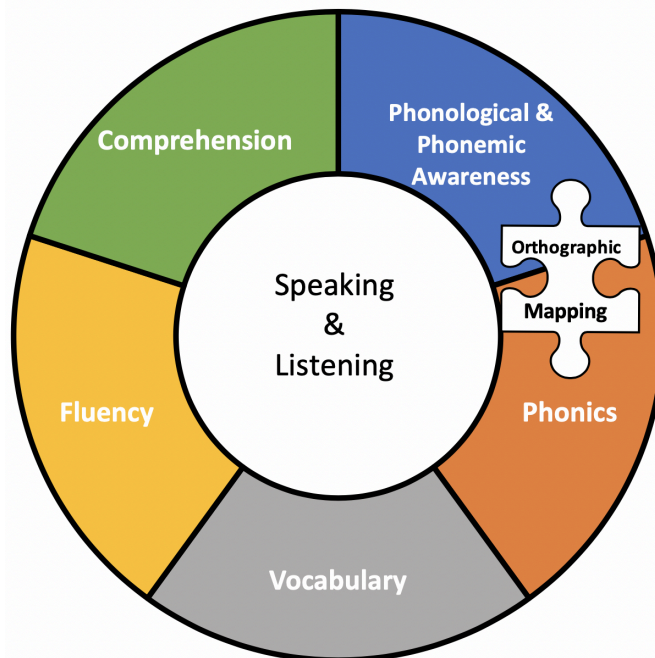 Comprehension
Phonological &
Phonemic
Awareness
Orthographic
Mapping
Speaking
&
Listening
Fluency
Phonics
Vocabulary